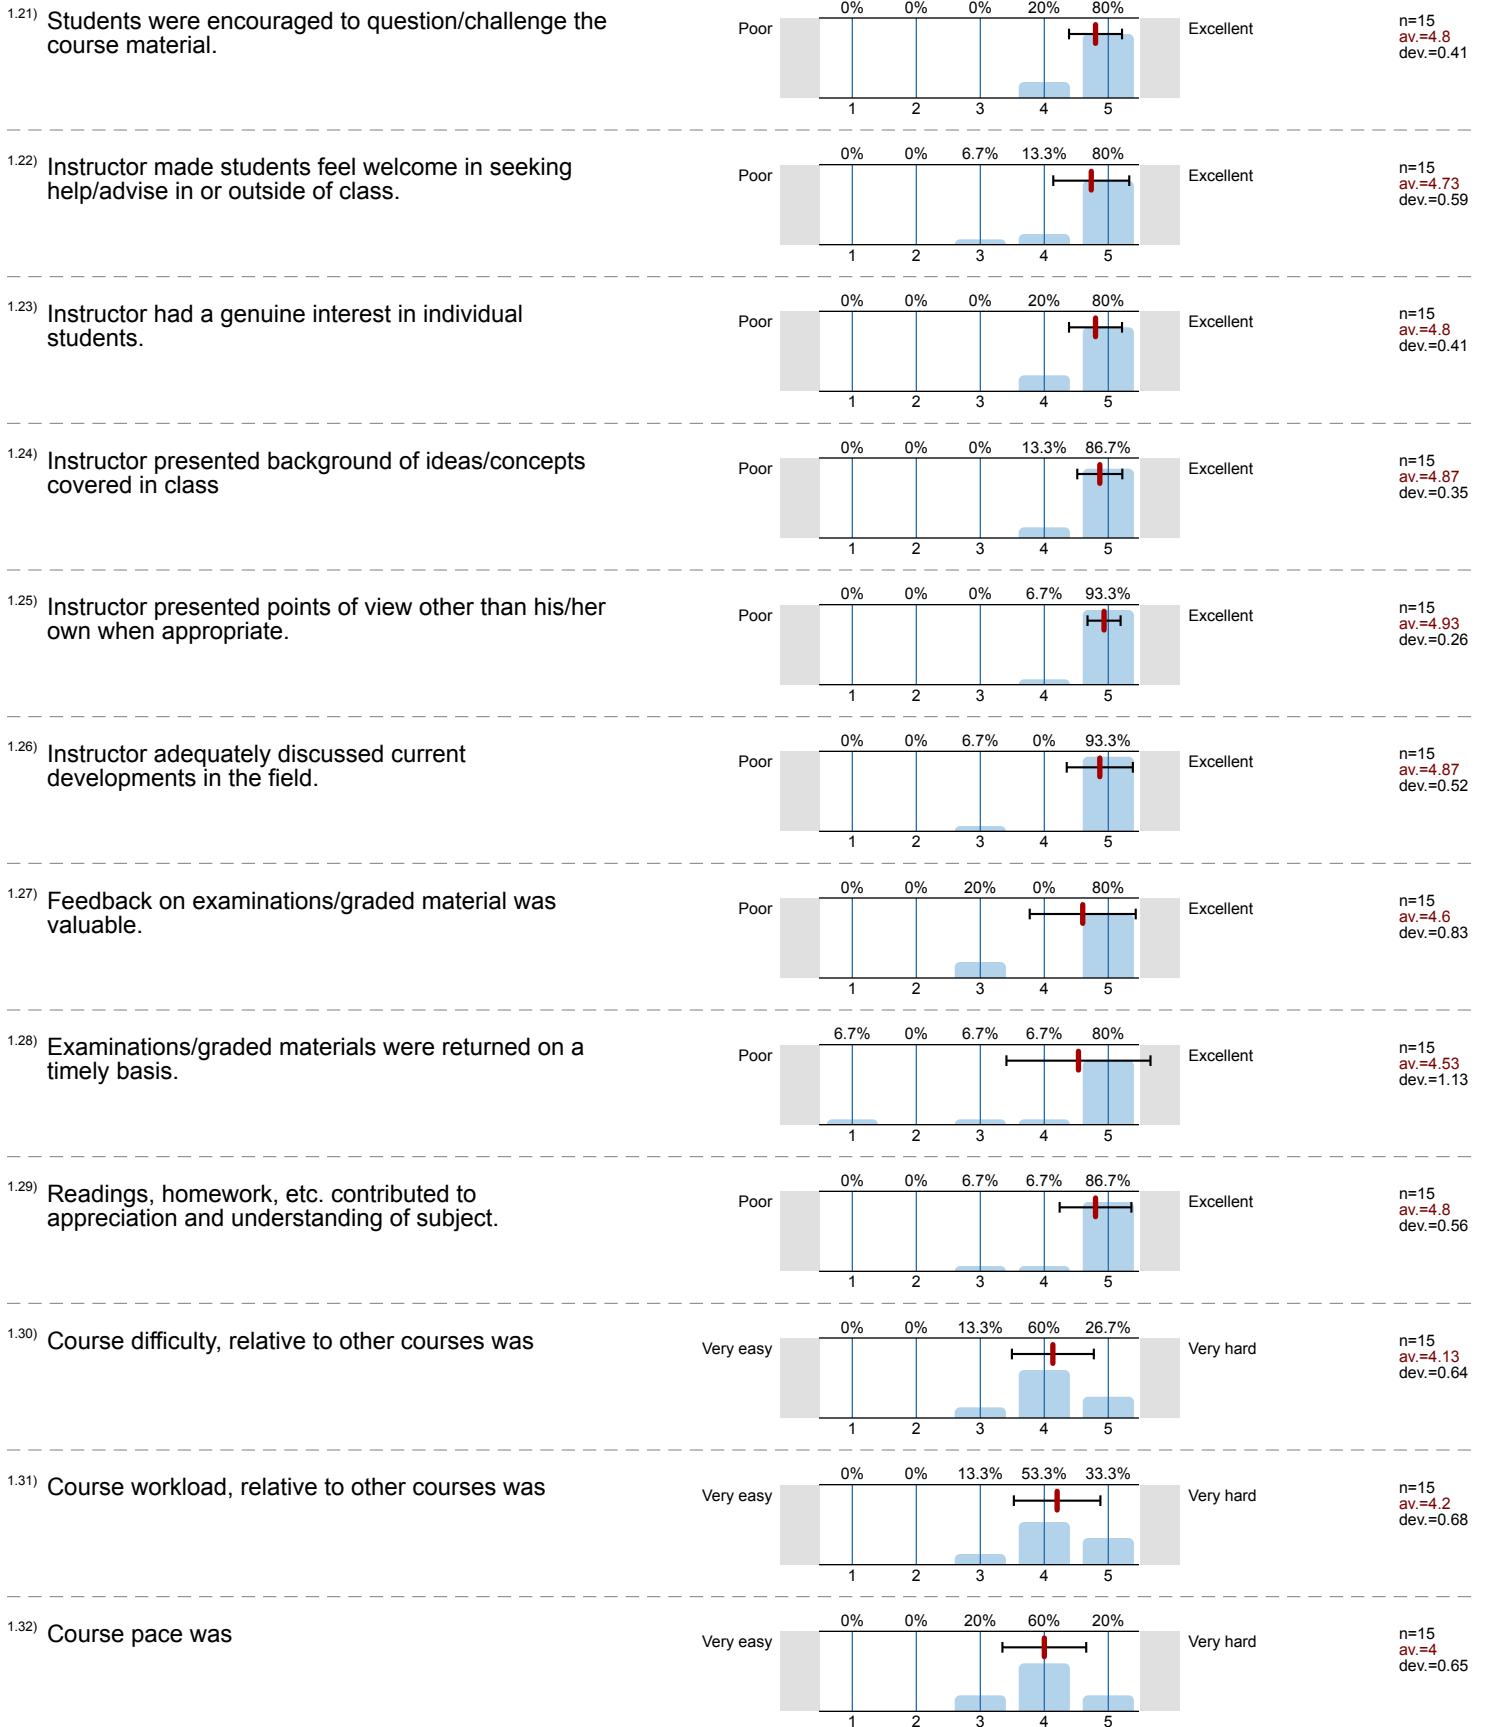 0% 0% 0% 20% 80%
1.21) Students were encouraged to question/challenge the
course material.
Poor Excellent
n=15
av.=4.8
dev.=0.41
1 2 3 4 5
0% 0% 6.7% 13.3% 80%
1.22) Instructor made students feel welcome in seeking
help/advise in or outside of class.
Poor Excellent
n=15
av.=4.73
dev.=0.59
1 2 3 4 5
0% 0% 0% 20% 80%
1.23) Instructor had a genuine interest in individual
students.
Poor Excellent
n=15
av.=4.8
dev.=0.41
1 2 3 4 5
0% 0% 0% 13.3% 86.7%
1.24) Instructor presented background of ideas/concepts
covered in class
Poor Excellent
n=15
av.=4.87
dev.=0.35
1 2 3 4 5
0% 0% 0% 6.7% 93.3%
1.25) Instructor presented points of view other than his/her
own when appropriate.
Poor Excellent
n=15
av.=4.93
dev.=0.26
1 2 3 4 5
0% 0% 6.7% 0% 93.3%
1.26) Instructor adequately discussed current
developments in the field.
Poor Excellent
n=15
av.=4.87
dev.=0.52
1 2 3 4 5
0% 0% 20% 0% 80%
1.27) Feedback on examinations/graded material was
valuable.
Poor Excellent
n=15
av.=4.6
dev.=0.83
1 2 3 4 5
6.7% 0% 6.7% 6.7% 80%
1.28) Examinations/graded materials were returned on a
timely basis.
Poor Excellent
n=15
av.=4.53
dev.=1.13
1 2 3 4 5
0% 0% 6.7% 6.7% 86.7%
1.29) Readings, homework, etc. contributed to
appreciation and understanding of subject.
Poor Excellent
n=15
av.=4.8
dev.=0.56
1 2 3 4 5
0% 0% 13.3% 60% 26.7%
1.30) Course difficulty, relative to other courses was
Very easy Very hard
n=15
av.=4.13
dev.=0.64
1 2 3 4 5
0% 0% 13.3% 53.3% 33.3%
1.31) Course workload, relative to other courses was
Very easy Very hard
n=15
av.=4.2
dev.=0.68
1 2 3 4 5
0% 0% 20% 60% 20%
1.32) Course pace was
Very easy Very hard
n=15
av.=4
dev.=0.65
1 2 3 4 5